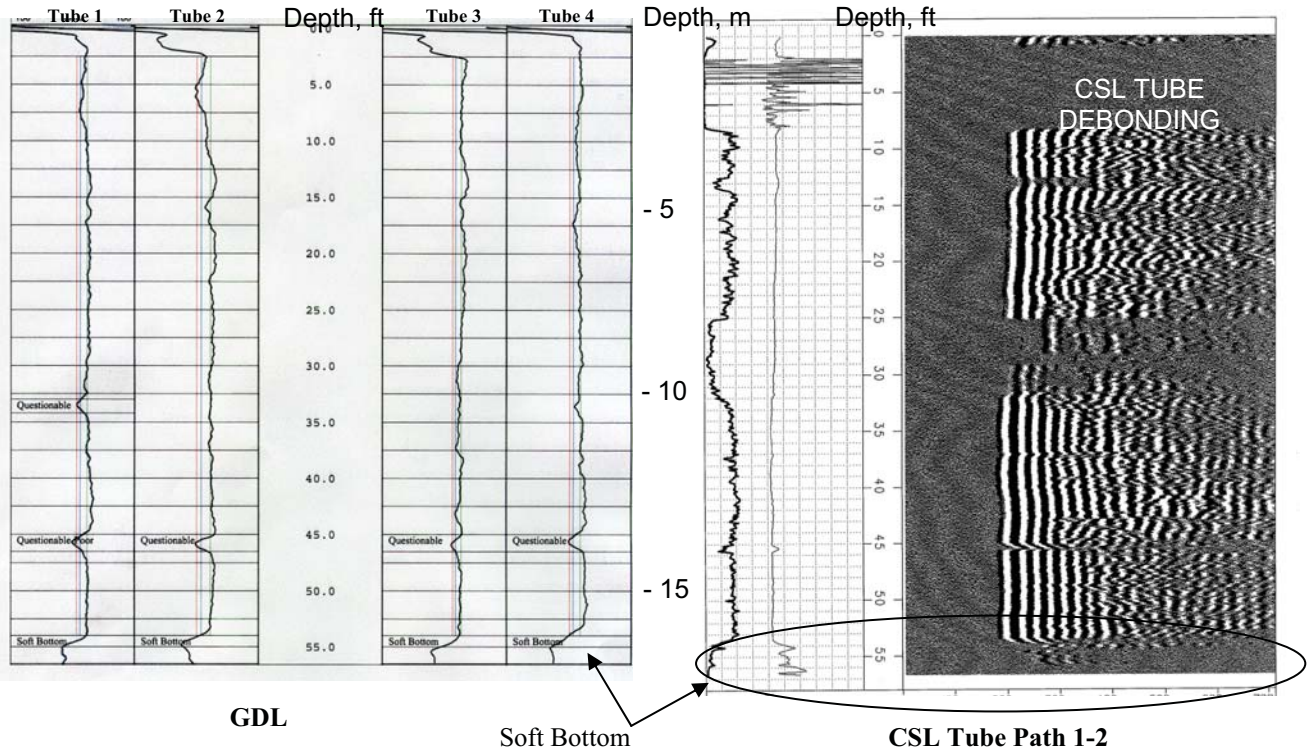 Tube 1
Tube 2
Depth, ft
Tube 3
Tube 4
Depth, m
Depth, ft
0.0
5.0
10.0
15.0
20.0
25.0
30.0
35.0
40.0
45.0
50.0
55.0
Questionable
Questionable Poor
Questionable
Questionable
Questionable
Soft Bottom
Soft Bottom
Soft Bottom
Soft Bottom
- 5
- 10
- 15
0
5
10
15
20
25
30
35
40
45
50
55
CSL TUBE
DEBONDING
GDL
Soft Bottom
CSL Tube Path 1-2